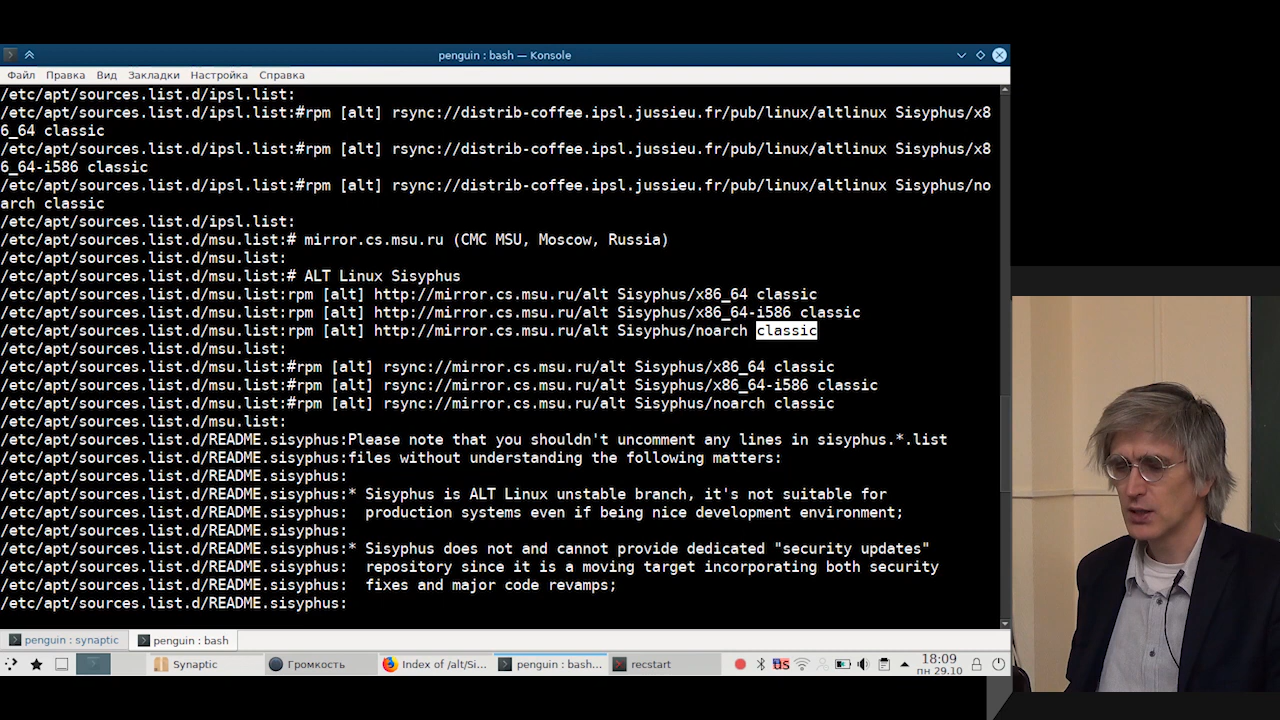 penguin : bash — Konsole
Файл Правка Вид Закладки Настройка Справка
/etc/apt/sources.list.d/ipsl.list:
/etc/apt/sources.list.d/ipsl.list:#rpm [alt] rsync://distrib-coffee.ipsl.jussieu.fr/pub/linux/altlinux Sisyphus/x8
6_64 classic
/etc/apt/sources.list.d/ipsl.list:#rpm [alt] rsync://distrib-coffee.ipsl.jussieu.fr/pub/linux/altlinux Sisyphus/x8
6_64-i586 classic
/etc/apt/sources.list.d/ipsl.list:#rpm [alt] rsync://distrib-coffee.ipsl.jussieu.fr/pub/linux/altlinux Sisyphus/no
arch classic
/etc/apt/sources.list.d/ipsl.list:
/etc/apt/sources.list.d/msu.list:# mirror.cs.msu.ru (CMC MSU, Moscow, Russia)
/etc/apt/sources.list.d/msu.list:
/etc/apt/sources.list.d/msu.list:# ALT Linux Sisyphus
/etc/apt/sources.list.d/msu.list:rpm [alt] http://mirror.cs.msu.ru/alt Sisyphus/x86_64 classic
/etc/apt/sources.list.d/msu.list:rpm [alt] http://mirror.cs.msu.ru/alt Sisyphus/x86_64-i586 classic
/etc/apt/sources.list.d/msu.list:rpm [alt] http://mirror.cs.msu.ru/alt Sisyphus/noarch classic
/etc/apt/sources.list.d/msu.list:
/etc/apt/sources.list.d/msu.list:#rpm [alt] rsync://mirror.cs.msu.ru/alt Sisyphus/x86_64 classic
/etc/apt/sources.list.d/msu.list:#rpm [alt] rsync://mirror.cs.msu.ru/alt Sisyphus/x86_64-i586 classic
/etc/apt/sources.list.d/msu.list:#rpm [alt] rsync://mirror.cs.msu.ru/alt Sisyphus/noarch classic
/etc/apt/sources.list.d/msu.list:
/etc/apt/sources.list.d/README.sisyphus:Please note that you shouldn't uncomment any lines in sisyphus.*.list
/etc/apt/sources.list.d/README.sisyphus:files without understanding the following matters:
/etc/apt/sources.list.d/README.sisyphus:
/etc/apt/sources.list.d/README.sisyphus:* Sisyphus is ALT Linux unstable branch, it's not suitable for
/etc/apt/sources.list.d/README.sisyphus:  production systems even if being nice development environment;
/etc/apt/sources.list.d/README.sisyphus:
/etc/apt/sources.list.d/README.sisyphus:* Sisyphus does not and cannot provide dedicated "security updates"
/etc/apt/sources.list.d/README.sisyphus:  repository since it is a moving target incorporating both security
/etc/apt/sources.list.d/README.sisyphus:  fixes and major code revamps;
/etc/apt/sources.list.d/README.sisyphus:
penguin : synaptic penguin : bash
Synaptic Громкость Index of /alt/Si... penguin : bash... recstart US 18:09
пн 29.10